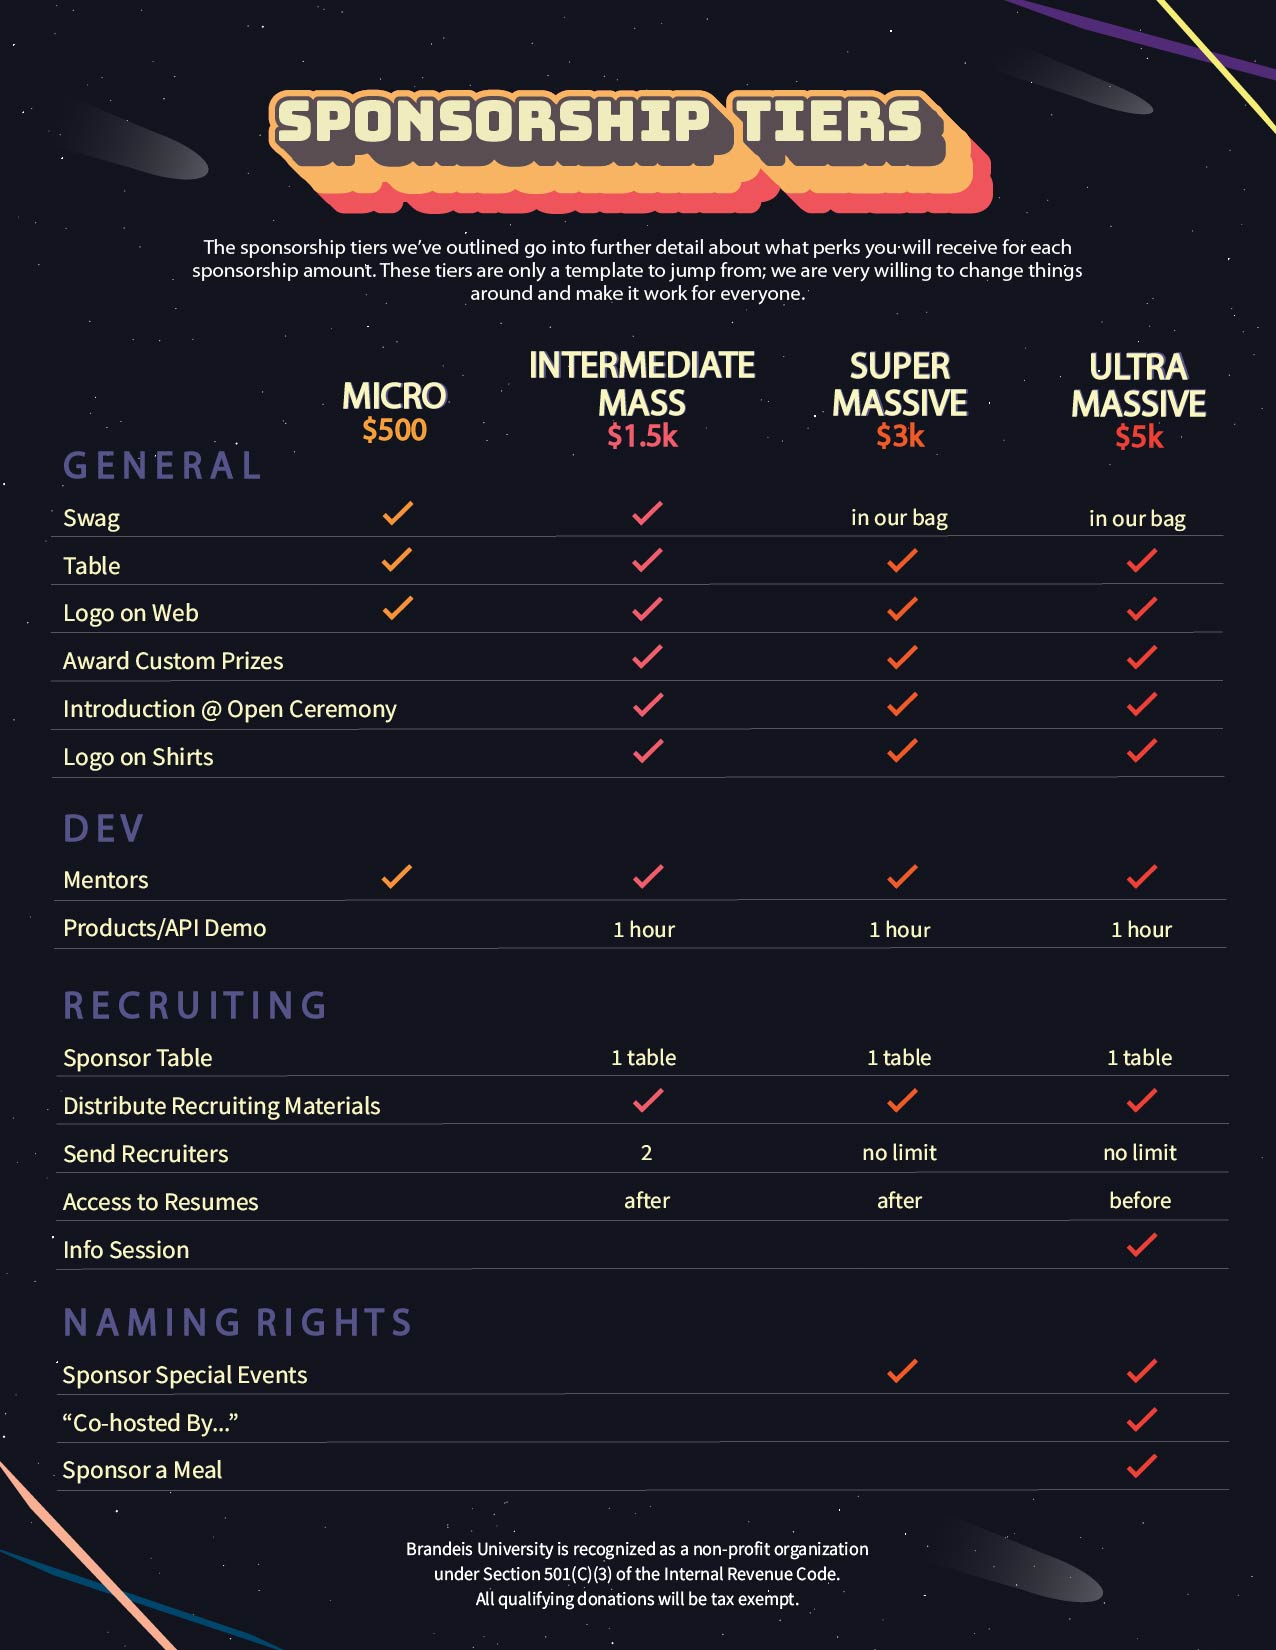 SPONSORSHIP TIERS
The sponsorship tiers we've outlined go into further detail about what perks you will receive for each
sponsorship amount. These tiers are only a template to jump from; we are very willing to change things
around and make it work for everyone.
MICRO
$500
INTERMEDIATE
MASS
$1.5k
SUPER
MASSIVE
$3k
ULTRA
MASSIVE
$5k
GENERAL
Swag ✓ ✓ in our bag in our bag
Table ✓ ✓ ✓ ✓
Logo on Web ✓ ✓ ✓ ✓
Award Custom Prizes ✓ ✓ ✓
Introduction @ Open Ceremony ✓ ✓ ✓
Logo on Shirts ✓ ✓ ✓
DEV
Mentors ✓ ✓ ✓ ✓
Products/API Demo 1 hour 1 hour 1 hour
RECRUITING
Sponsor Table 1 table 1 table 1 table
Distribute Recruiting Materials ✓ ✓ ✓
Send Recruiters 2 no limit no limit
Access to Resumes after after before
Info Session ✓
NAMING RIGHTS
Sponsor Special Events ✓ ✓
“Co-hosted By...” ✓
Sponsor a Meal ✓
Brandeis University is recognized as a non-profit organization
under Section 501(C)(3) of the Internal Revenue Code.
All qualifying donations will be tax exempt.